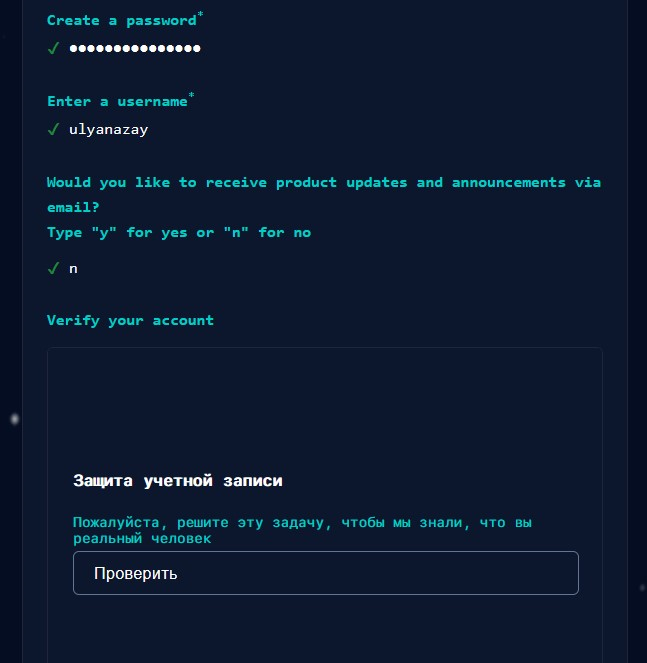 Create a password*
✓ ●●●●●●●●●●●●●●●
Enter a username*
✓ ulyanazay
Would you like to receive product updates and announcements via
email?
Type "y" for yes or "n" for no
✓ n
Verify your account
Защита учетной записи
Пожалуйста, решите эту задачу, чтобы мы знали, что вы
реальный человек
Проверить